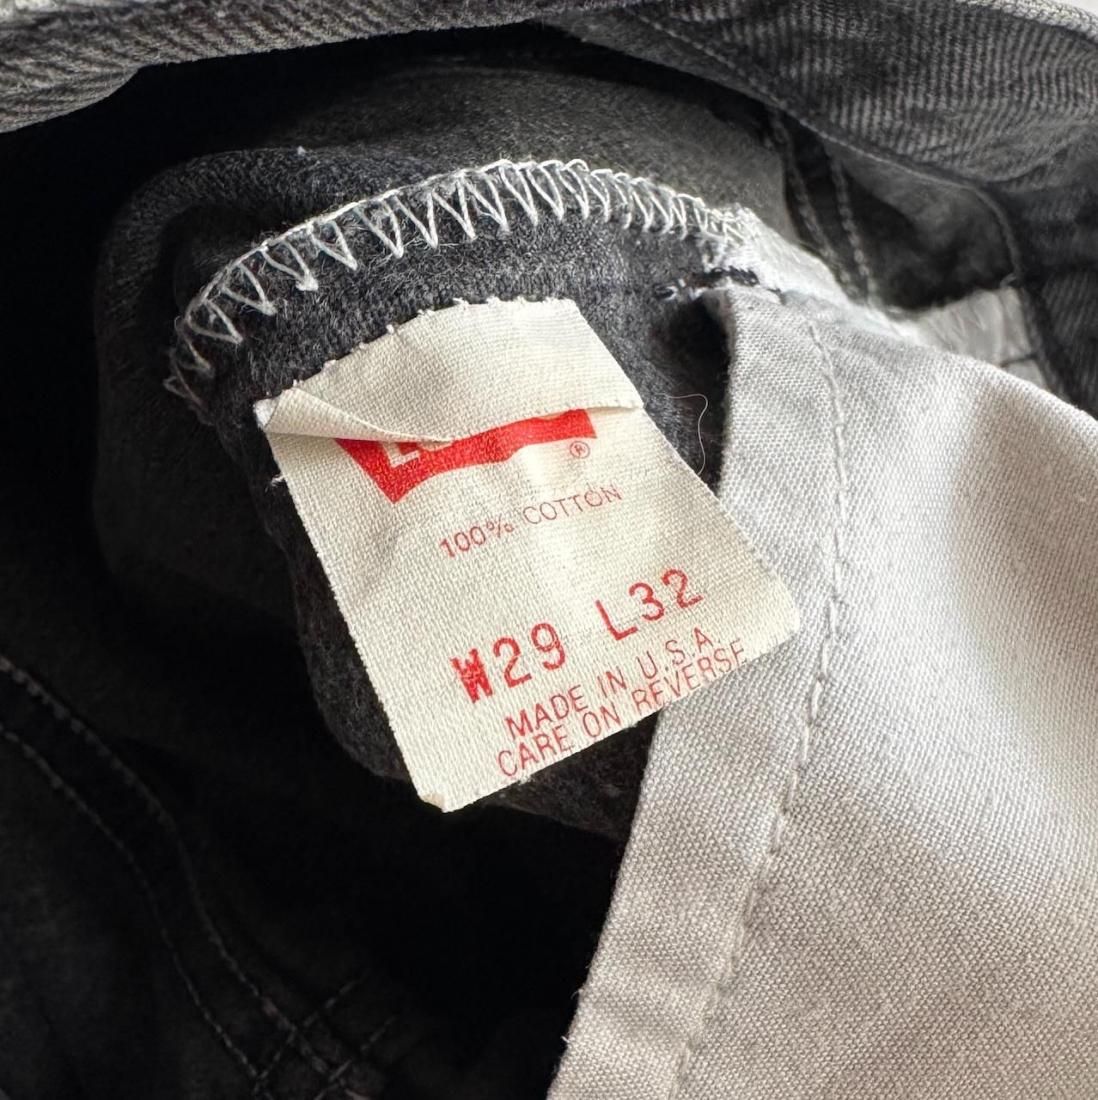 100% COTTON
W29 L32
MADE IN U.S.A.
CARE ON REVERSE